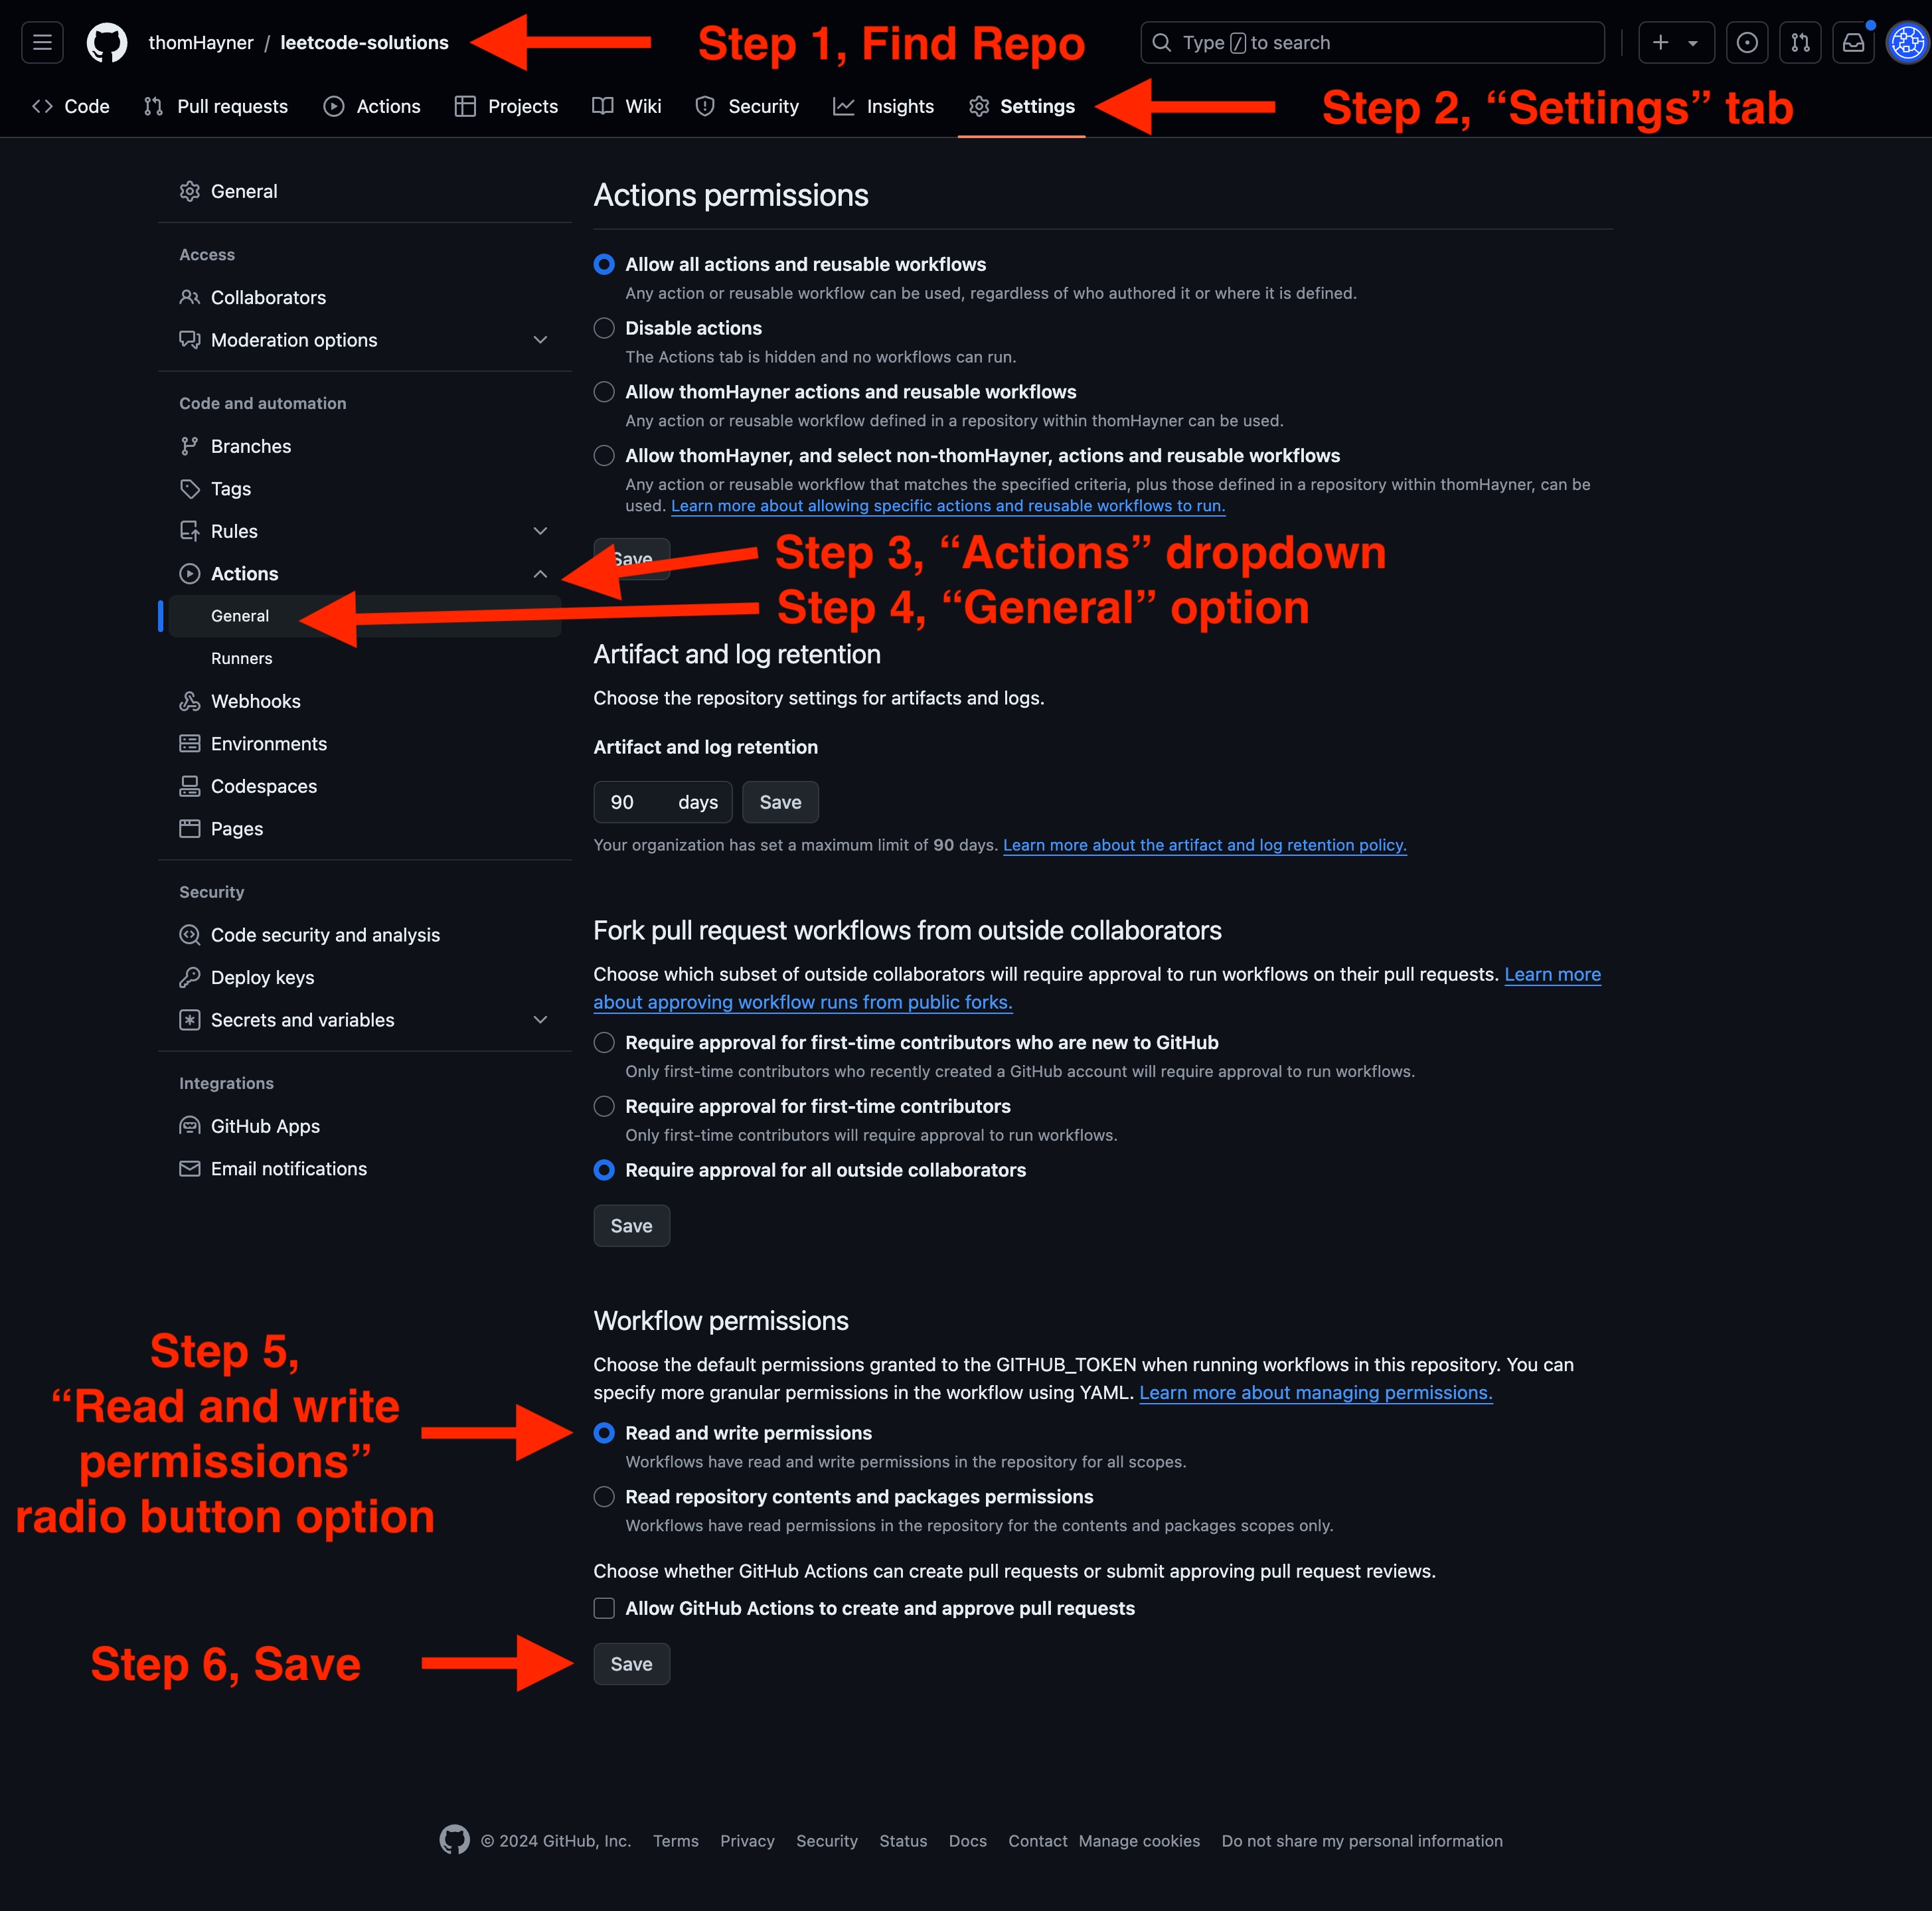 thomHayner / leetcode-solutions
Step 1, Find Repo
Type / to search
Code
Pull requests
Actions
Projects
Wiki
Security
Insights
Settings
Step 2, “Settings” tab
General
Access
Collaborators
Moderation options
Code and automation
Branches
Tags
Rules
Actions
General
Runners
Webhooks
Environments
Codespaces
Pages
Security
Code security and analysis
Deploy keys
Secrets and variables
Integrations
GitHub Apps
Email notifications
Actions permissions
Allow all actions and reusable workflows
Any action or reusable workflow can be used, regardless of who authored it or where it is defined.
Disable actions
The Actions tab is hidden and no workflows can run.
Allow thomHayner actions and reusable workflows
Any action or reusable workflow defined in a repository within thomHayner can be used.
Allow thomHayner, and select non-thomHayner, actions and reusable workflows
Any action or reusable workflow that matches the specified criteria, plus those defined in a repository within thomHayner, can be
used. Learn more about allowing specific actions and reusable workflows to run.
Save
Step 3, “Actions” dropdown
Step 4, “General” option
Artifact and log retention
Choose the repository settings for artifacts and logs.
Artifact and log retention
90 days
Save
Your organization has set a maximum limit of 90 days. Learn more about the artifact and log retention policy.
Fork pull request workflows from outside collaborators
Choose which subset of outside collaborators will require approval to run workflows on their pull requests. Learn more
about approving workflow runs from public forks.
Require approval for first-time contributors who are new to GitHub
Only first-time contributors who recently created a GitHub account will require approval to run workflows.
Require approval for first-time contributors
Only first-time contributors will require approval to run workflows.
Require approval for all outside collaborators
Save
Workflow permissions
Choose the default permissions granted to the GITHUB_TOKEN when running workflows in this repository. You can
specify more granular permissions in the workflow using YAML. Learn more about managing permissions.
Step 5,
“Read and write
permissions”
radio button option
Read and write permissions
Workflows have read and write permissions in the repository for all scopes.
Read repository contents and packages permissions
Workflows have read permissions in the repository for the contents and packages scopes only.
Choose whether GitHub Actions can create pull requests or submit approving pull request reviews.
Allow GitHub Actions to create and approve pull requests
Step 6, Save
Save
© 2024 GitHub, Inc.
Terms
Privacy
Security
Status
Docs
Contact
Manage cookies
Do not share my personal information